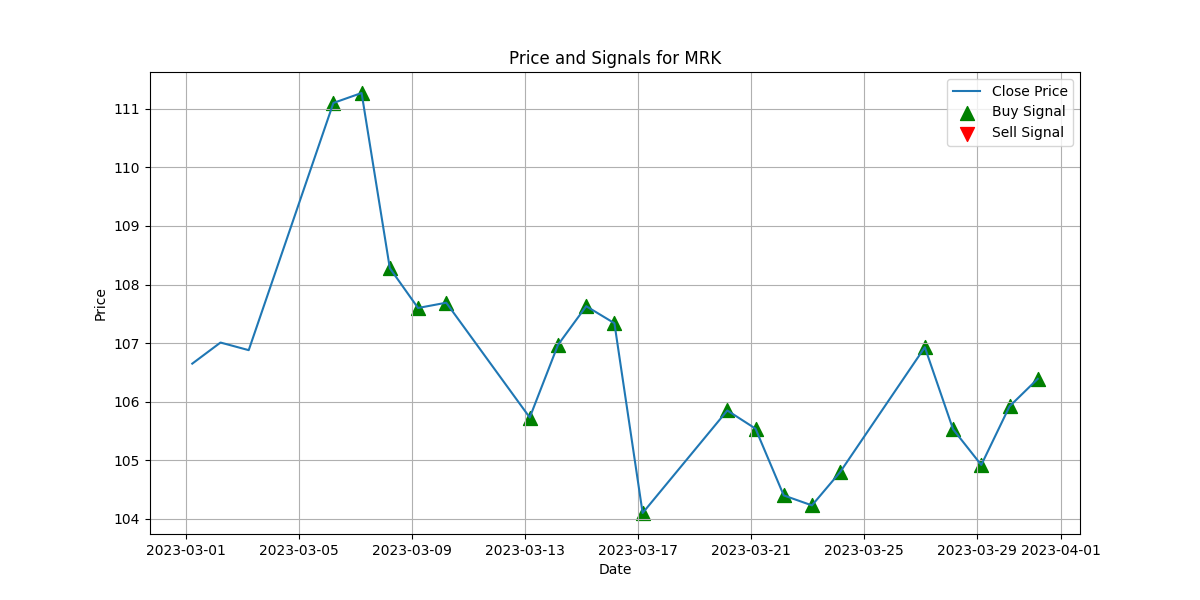 Price and Signals for MRK
Close Price
Buy Signal
Sell Signal
111
110
109
108
107
106
105
104
Price
2023-03-01 2023-03-05 2023-03-09 2023-03-13 2023-03-17 2023-03-21 2023-03-25 2023-03-29 2023-04-01
Date